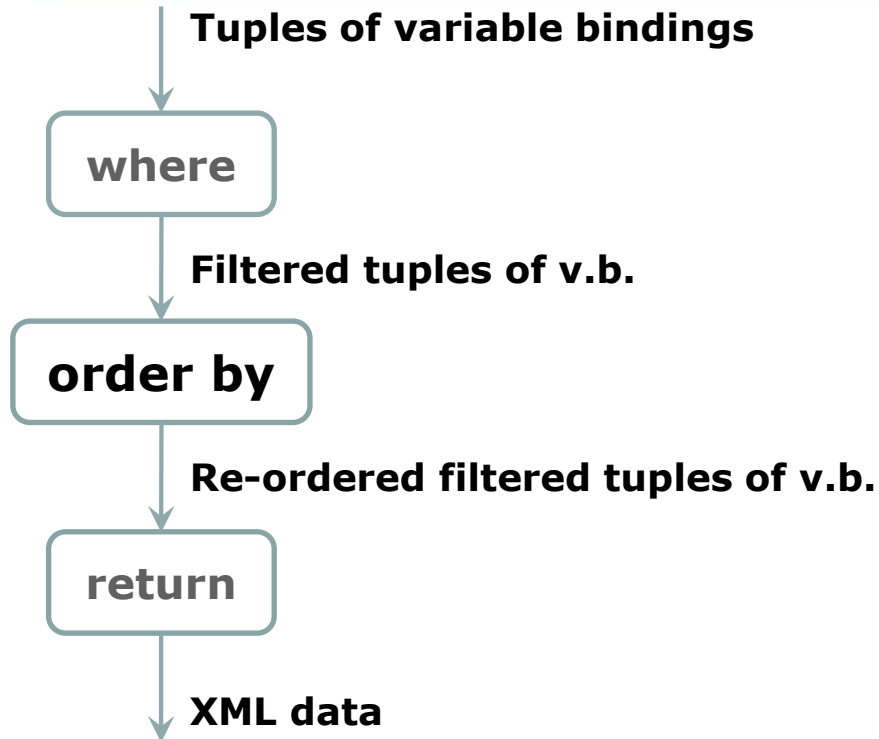 Tuples of variable bindings
where
Filtered tuples of v.b.
order by
Re-ordered filtered tuples of v.b.
return
XML data